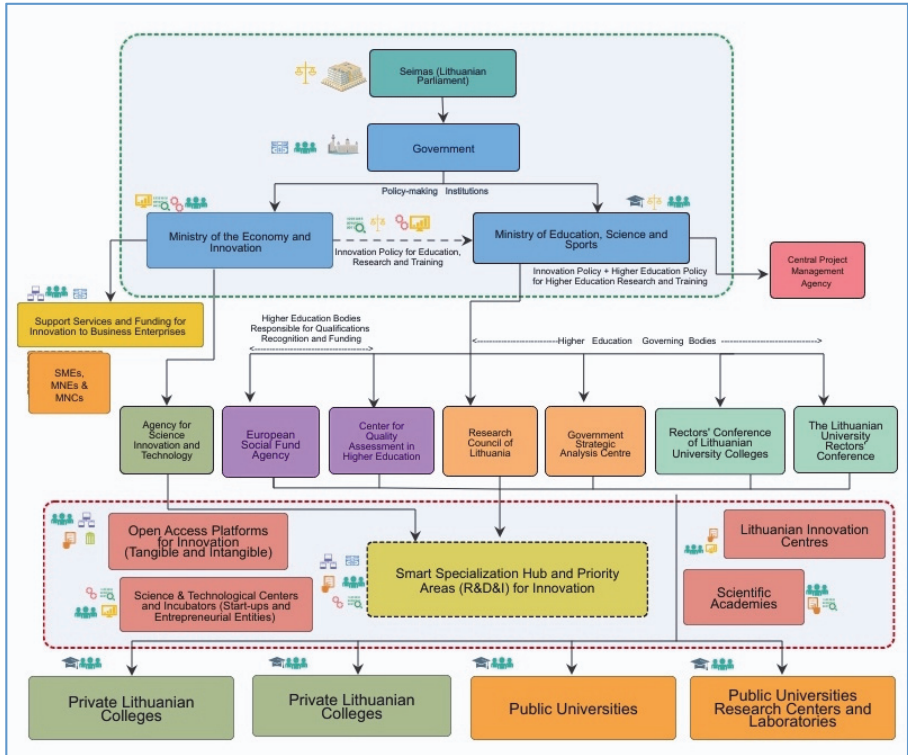 Seimas (Lithuanian
Parliament)
Government
Policy-making Institutions
Ministry of the Economy and
Innovation
Innovation Policy for Education,
Research and Training
Ministry of Education, Science and
Sports
Innovation Policy + Higher Education Policy
for Higher Education Research and Training
Central Project
Management
Agency
Support Services and Funding for
Innovation to Business Enterprises
SMEs,
MNEs &
MNCs
Higher Education Bodies
Responsible for Qualifications
Recognition and Funding
Higher Education Governing Bodies
Agency for
Science
Innovation and
Technology
European
Social Fund
Agency
Center for
Quality
Assessment in
Higher Education
Research
Council of
Lithuania
Government
Strategic
Analysis Centre
Rectors' Conference
of Lithuanian
University Colleges
The Lithuanian
University
Rectors'
Conference
Open Access Platforms
for Innovation
(Tangible and Intangible)
Science & Technological Centers
and Incubators (Start-ups and
Entrepreneurial Entities)
Smart Specialization Hub and Priority
Areas (R&D&I) for Innovation
Lithuanian Innovation
Centres
Scientific
Academies
Private Lithuanian
Colleges
Private Lithuanian
Colleges
Public Universities
Public Universities
Research Centers and
Laboratories